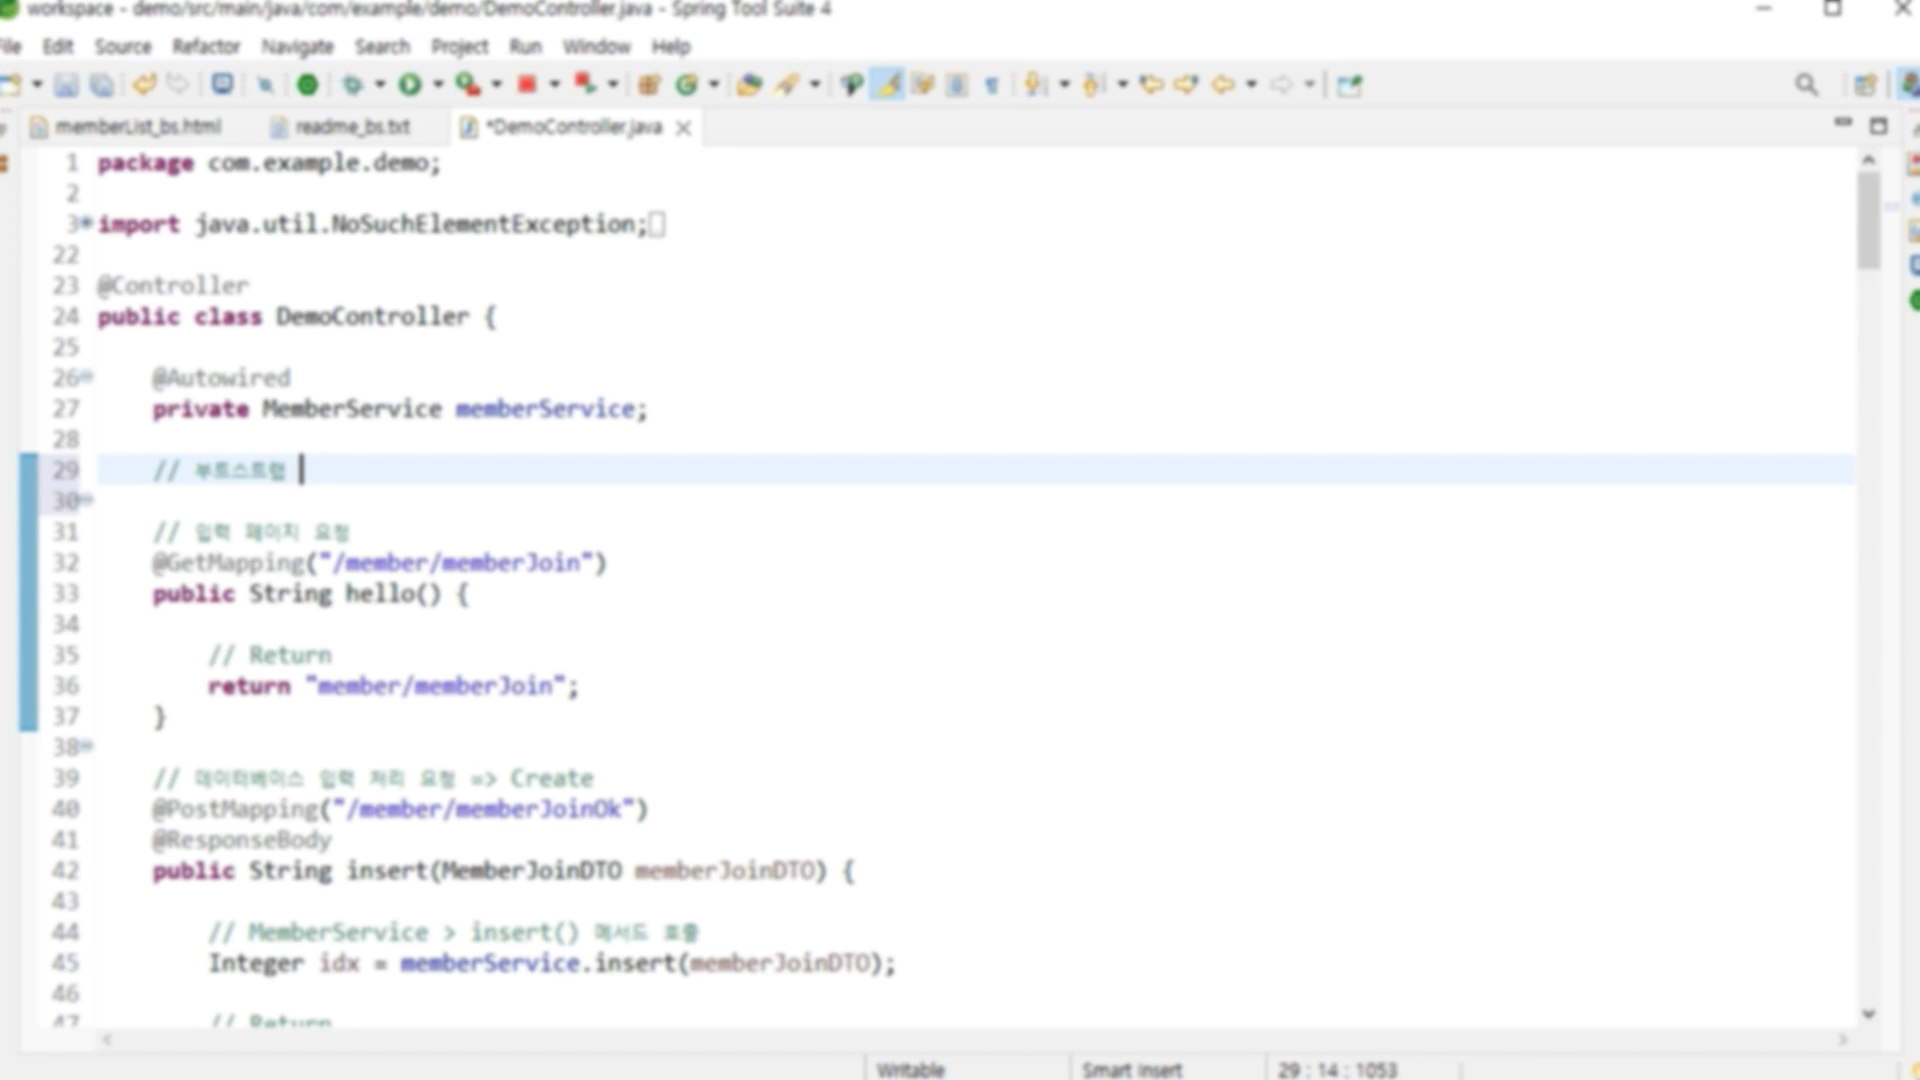 workspace - demo/src/main/java/com/example/demo/DemoController.java - Spring Tool Suite 4
File Edit Source Refactor Navigate Search Project Run Window Help
memberList_bs.html readme_bs.txt *DemoController.java
1 package com.example.demo;
2
3 import java.util.NoSuchElementException;
22
23 @Controller
24 public class DemoController {
25
26 @Autowired
27 private MemberService memberService;
28
29 // 부트스트랩
30
31 // 입력 페이지 요청
32 @GetMapping("/member/memberJoin")
33 public String hello() {
34
35 // Return
36 return "member/memberJoin";
37 }
38
39 // 데이터베이스 입력 처리 요청 => Create
40 @PostMapping("/member/memberJoinOk")
41 @ResponseBody
42 public String insert(MemberJoinDTO memberJoinDTO) {
43
44 // MemberService > insert() 메서드 호출
45 Integer idx = memberService.insert(memberJoinDTO);
46
47 // Return
Writable Smart Insert 29 : 14 : 1053